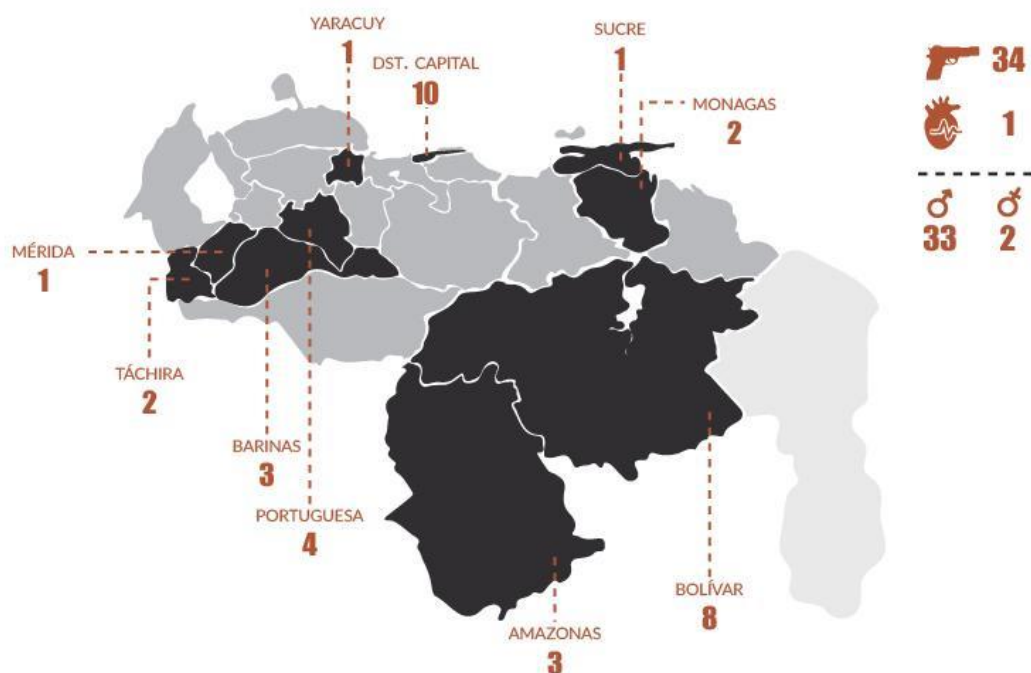 YARACUY
1
DST. CAPITAL
10
SUCRE
1
MONAGAS
2
34
1
33
2
MÉRIDA
1
TÁCHIRA
2
BARINAS
3
PORTUGUESA
4
AMAZONAS
3
BOLÍVAR
8